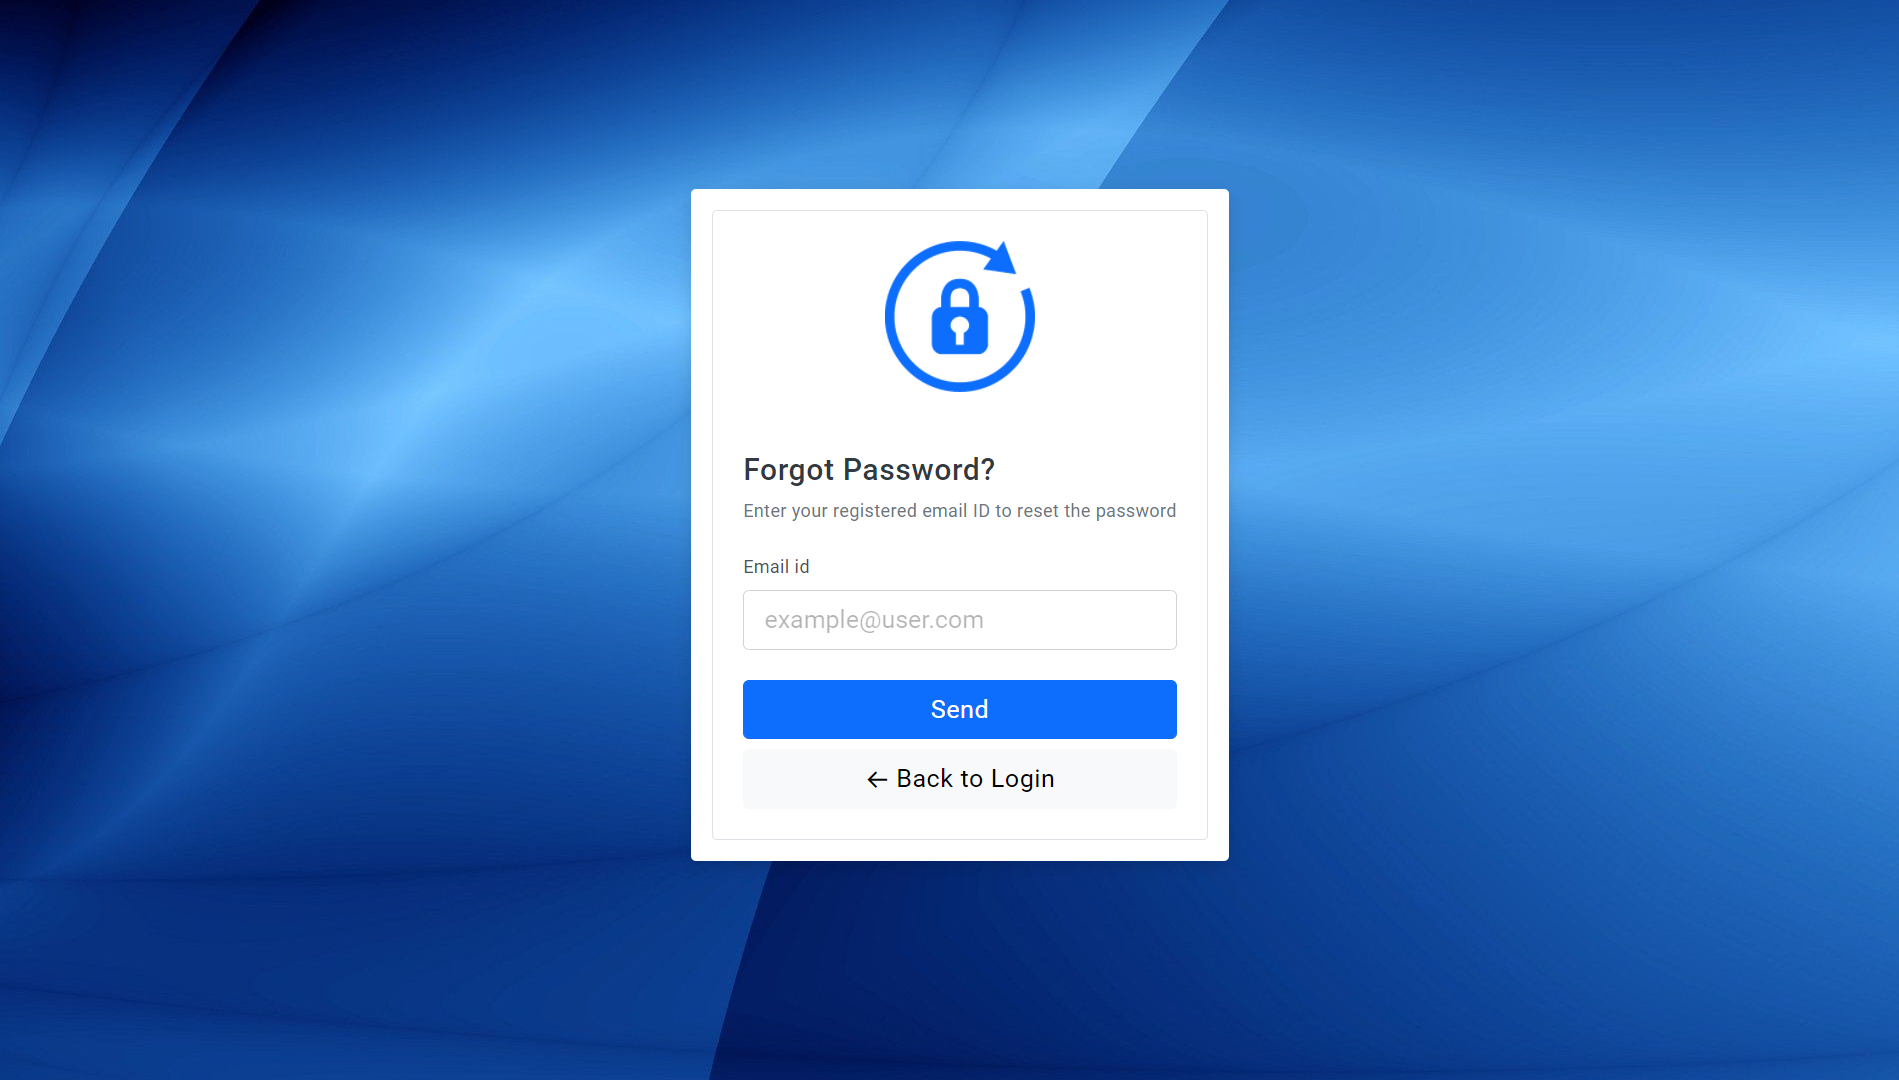 Forgot Password?
Enter your registered email ID to reset the password
Email id
example@user.com
Send
← Back to Login